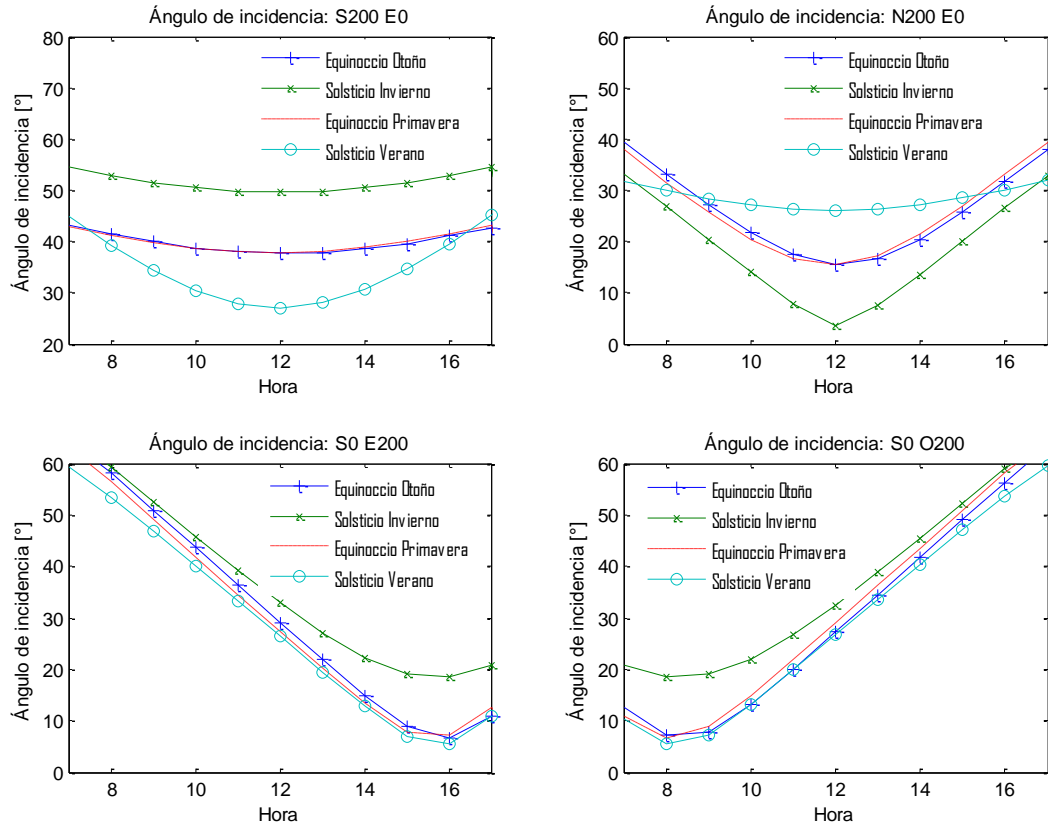 Ángulo de incidencia: S200 E0
80
70
60
50
40
30
20
Ángulo de incidencia [°]
Equinoccio Otoño
Solsticio Invierno
Equinoccio Primavera
Solsticio Verano
8 10 12 14 16
Hora
Ángulo de incidencia: N200 E0
60
50
40
30
20
10
0
Ángulo de incidencia [°]
Equinoccio Otoño
Solsticio Invierno
Equinoccio Primavera
Solsticio Verano
8 10 12 14 16
Hora
Ángulo de incidencia: S0 E200
60
50
40
30
20
10
0
Ángulo de incidencia [°]
Equinoccio Otoño
Solsticio Invierno
Equinoccio Primavera
Solsticio Verano
8 10 12 14 16
Hora
Ángulo de incidencia: S0 O200
60
50
40
30
20
10
0
Ángulo de incidencia [°]
Equinoccio Otoño
Solsticio Invierno
Equinoccio Primavera
Solsticio Verano
8 10 12 14 16
Hora